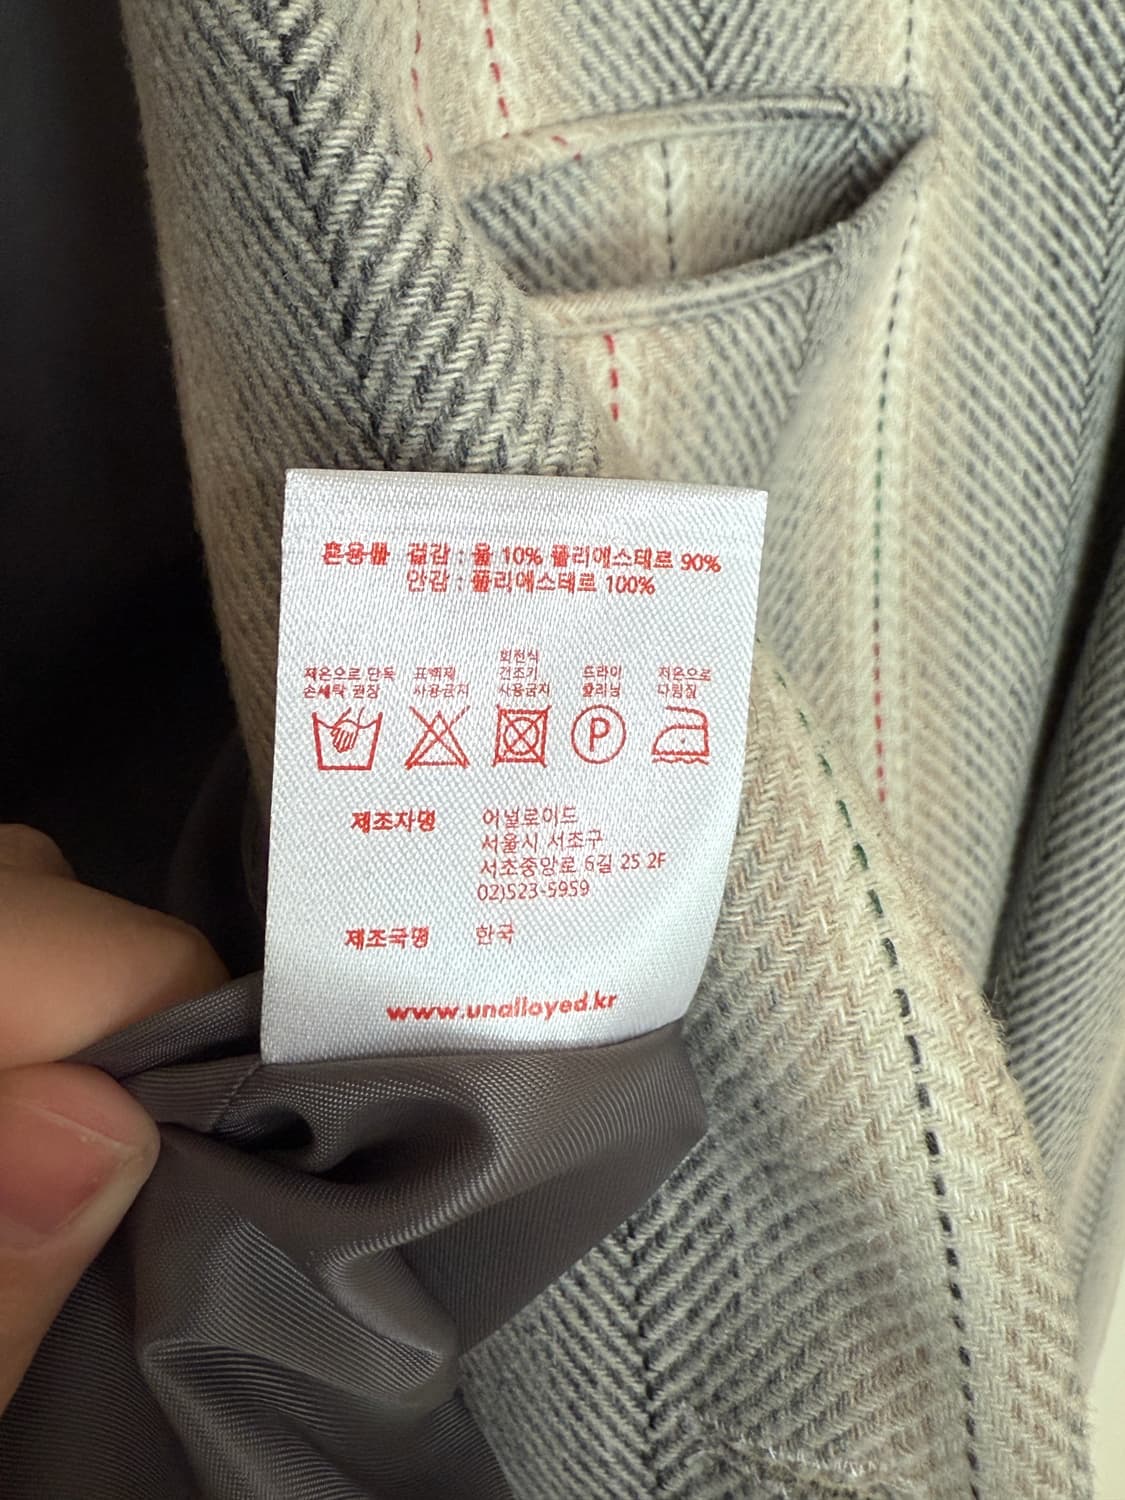 혼용률 겉감 : 울 10% 폴리에스테르 90%
안감 : 폴리에스테르 100%
저온으로 단독
손세탁 권장
표백제
사용금지
회전식
건조기
사용금지
드라이
클리닝
저온으로
다림질
P
제조자명 어널로이드
서울시 서초구
서초중앙로 6길 25 2F
02)523-5959
제조국명 한국
www.unalloyed.kr